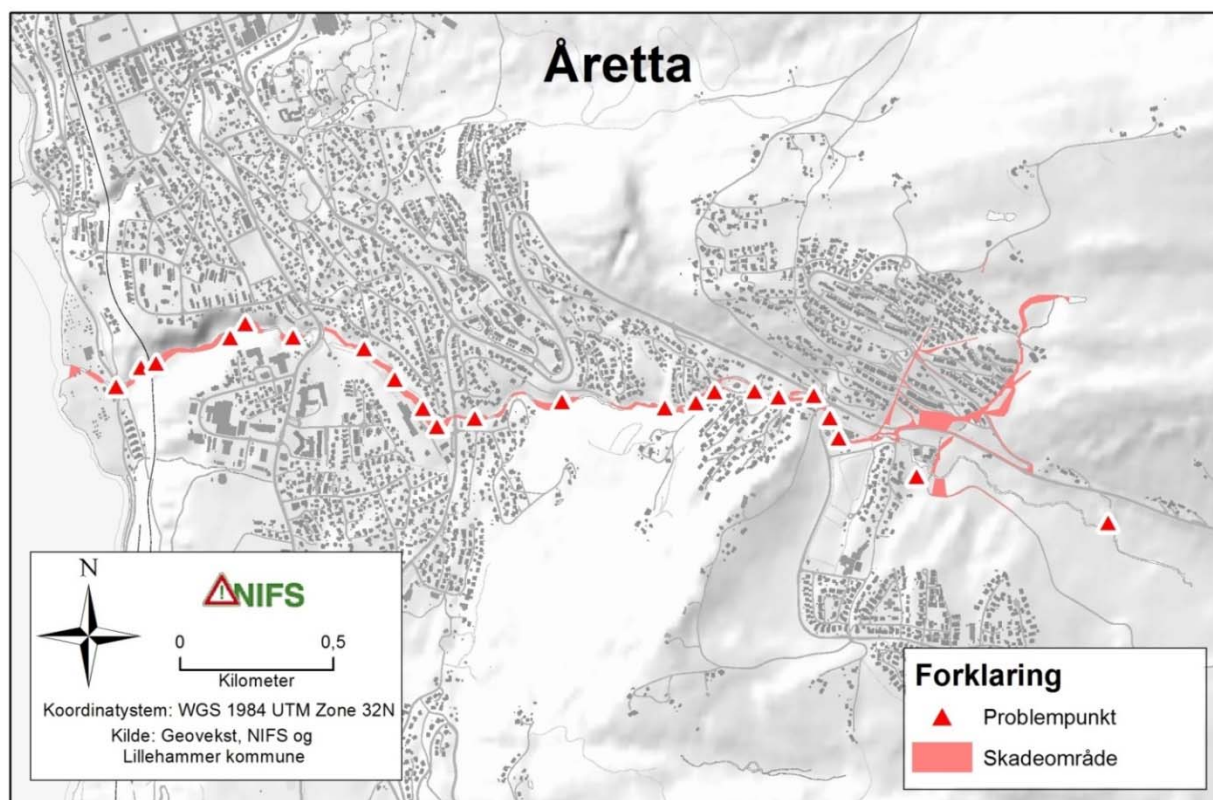 Åretta
N
NIFS
0 0,5
Kilometer
Koordinatystem: WGS 1984 UTM Zone 32N
Kilde: Geovekst, NIFS og
Lillehammer kommune
Forklaring
Problempunkt
Skadeområde